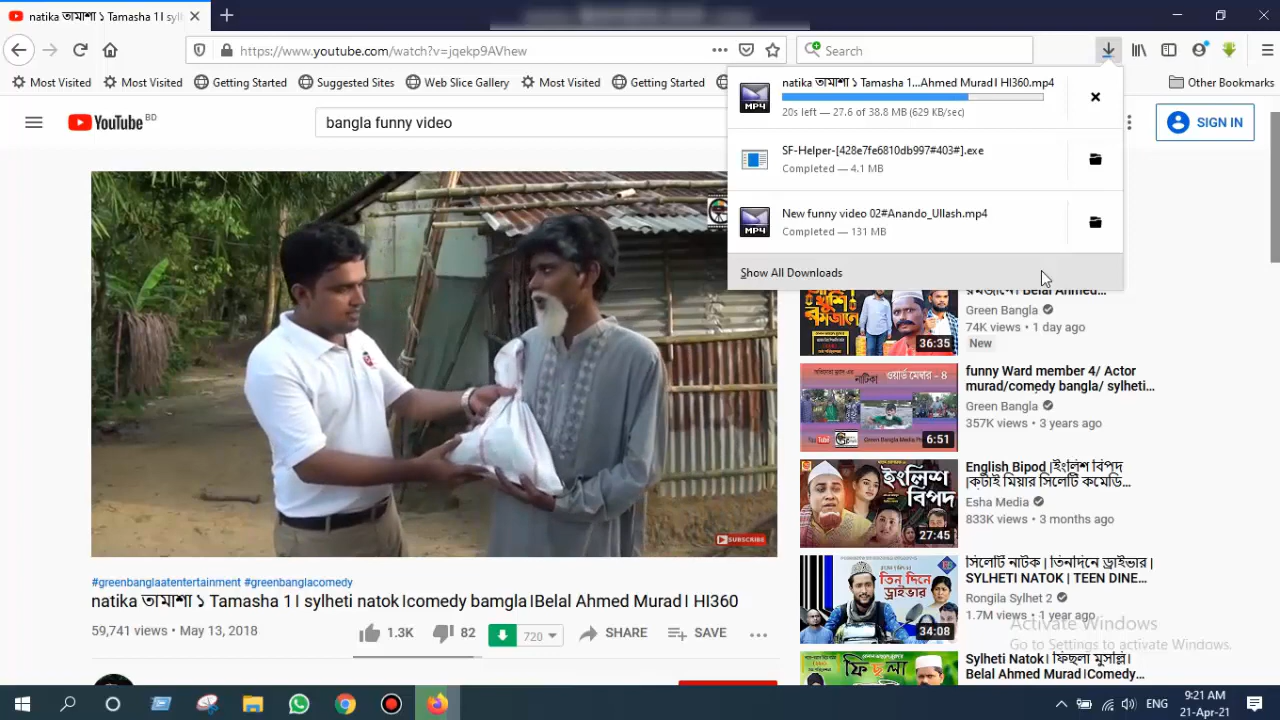 natika তামাশা ১ Tamasha 1। syl
https://www.youtube.com/watch?v=jqekp9AVhew
Search
Most Visited
Getting Started
Suggested Sites
Web Slice Gallery
Most Visited
Getting Started
Other Bookmarks
YouTube BD
bangla funny video
SIGN IN
natika তামাশা ১ Tamasha 1...Ahmed Murad। HI360.mp4
20s left — 27.6 of 38.8 MB (629 KB/sec)
MP4
SF-Helper-[428e7fe6810db997#403#].exe
Completed — 4.1 MB
New funny video 02#Anando_Ullash.mp4
Completed — 131 MB
MP4
Show All Downloads
SUBSCRIBE
Green Bangla
74K views • 1 day ago
New
36:35
funny Ward member 4/ Actor
murad/comedy bangla/ sylheti...
Green Bangla
357K views • 3 years ago
6:51
English Bipod |ইংলিশ বিপদ
|কটাই মিয়ার সিলেটি কমেডি...
Esha Media
833K views • 3 months ago
ইংলিশ
বিপদ
27:45
সিলেটি নাটক | তিনদিনে ড্রাইভার |
SYLHETI NATOK | TEEN DINE...
Rongila Sylhet 2
1.7M views • 1 year ago
তিন দিনে
ড্রাইভার
34:08
Sylheti Natok। ফিছলা মুসল্লি।
Belal Ahmed Murad।Comedy...
ফিছলা
#greenbanglaatentertainment #greenbanglacomedy
natika তামাশা ১ Tamasha 1। sylheti natok।comedy bamgla।Belal Ahmed Murad। HI360
59,741 views • May 13, 2018
1.3K
82
720
SHARE
SAVE
Activate Windows
Go to Settings to activate Windows.
ENG
9:21 AM
21-Apr-21